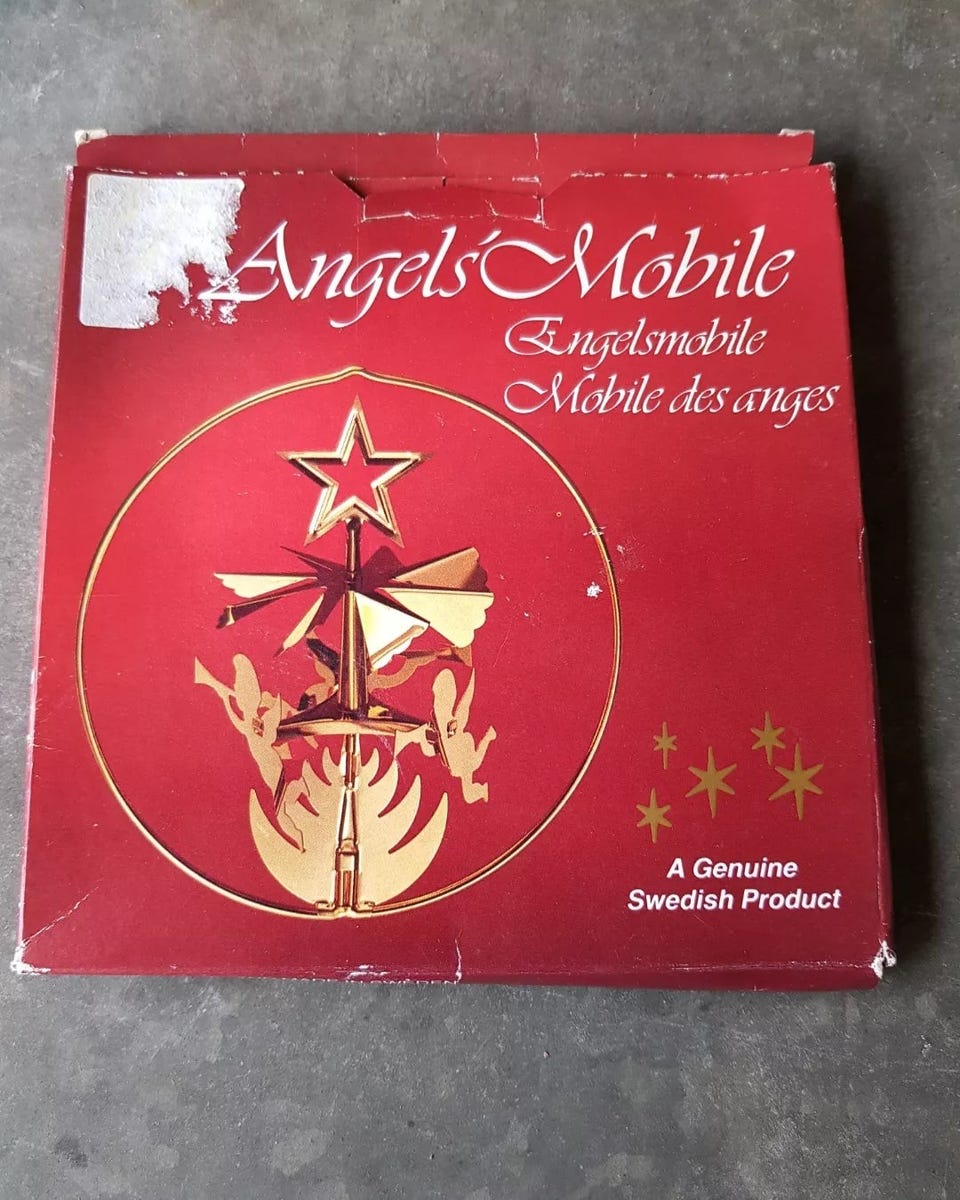 Angels' Mobile
Engelsmobile
Mobile des anges
A Genuine
Swedish Product